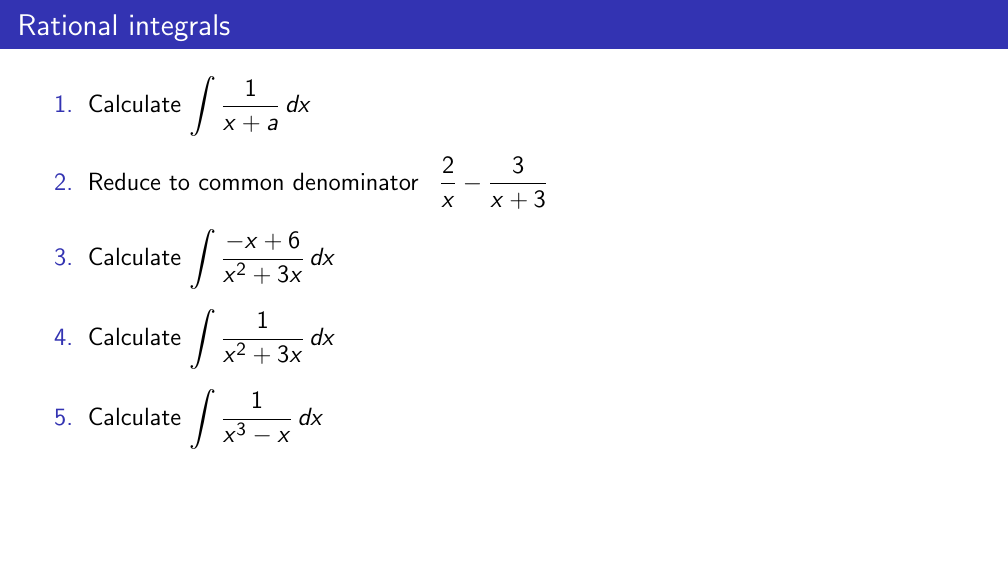 Rational integrals
1. Calculate ∫ 1/(x + a) dx
2. Reduce to common denominator 2/x − 3/(x + 3)
3. Calculate ∫ (−x + 6)/(x² + 3x) dx
4. Calculate ∫ 1/(x² + 3x) dx
5. Calculate ∫ 1/(x³ − x) dx